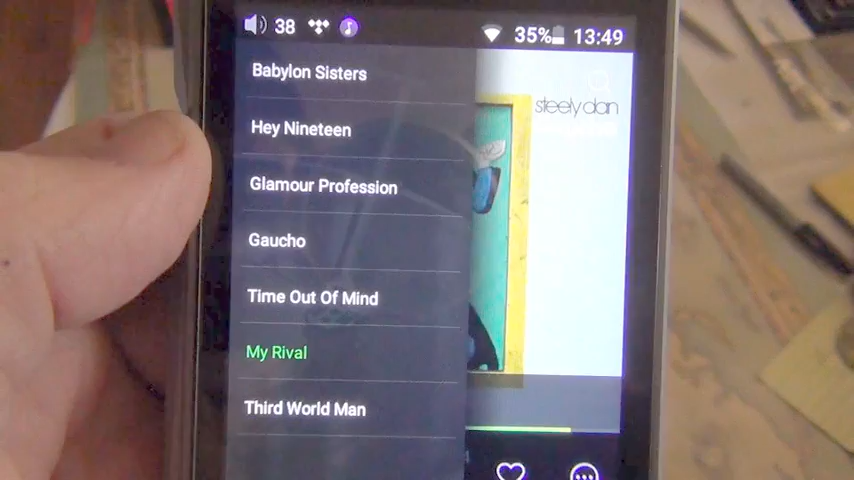 38 35% 13:49
Babylon Sisters
steely dan
Hey Nineteen
Glamour Profession
Gaucho
Time Out Of Mind
My Rival
Third World Man